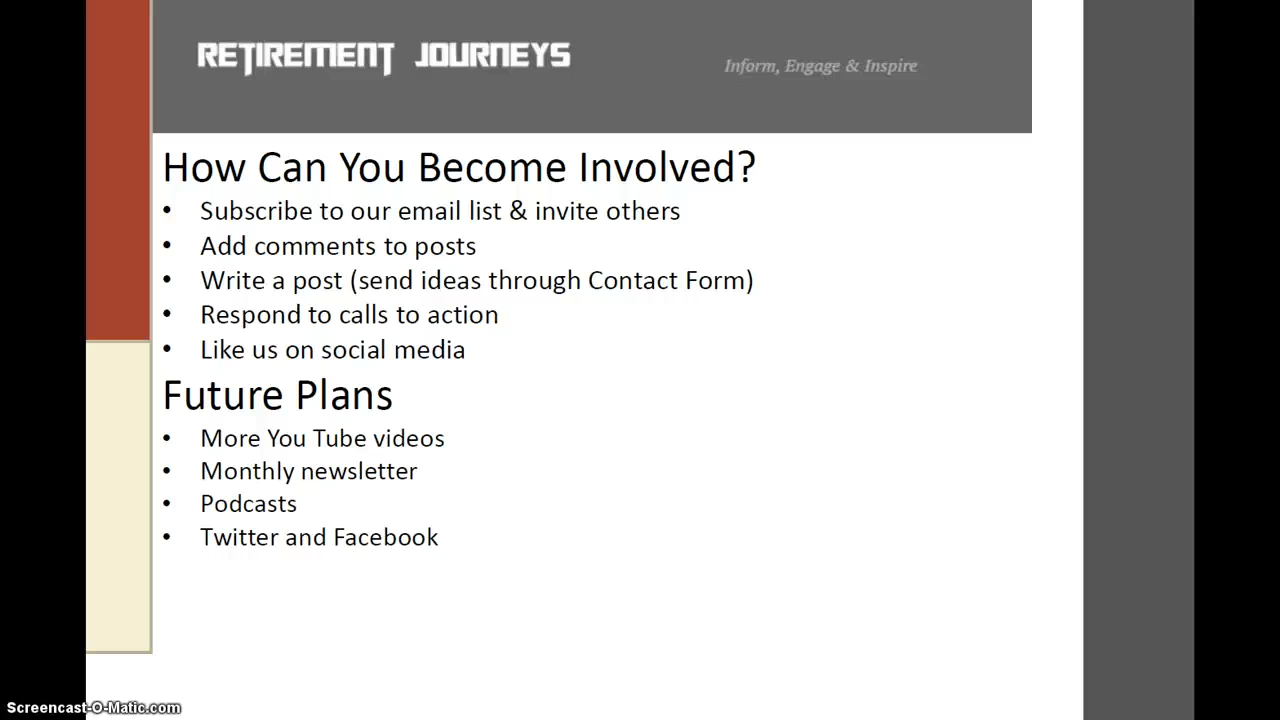 RETIREMENT JOURNEYS
Inform, Engage & Inspire
How Can You Become Involved?
• Subscribe to our email list & invite others
• Add comments to posts
• Write a post (send ideas through Contact Form)
• Respond to calls to action
• Like us on social media
Future Plans
• More You Tube videos
• Monthly newsletter
• Podcasts
• Twitter and Facebook
Screencast-O-Matic.com